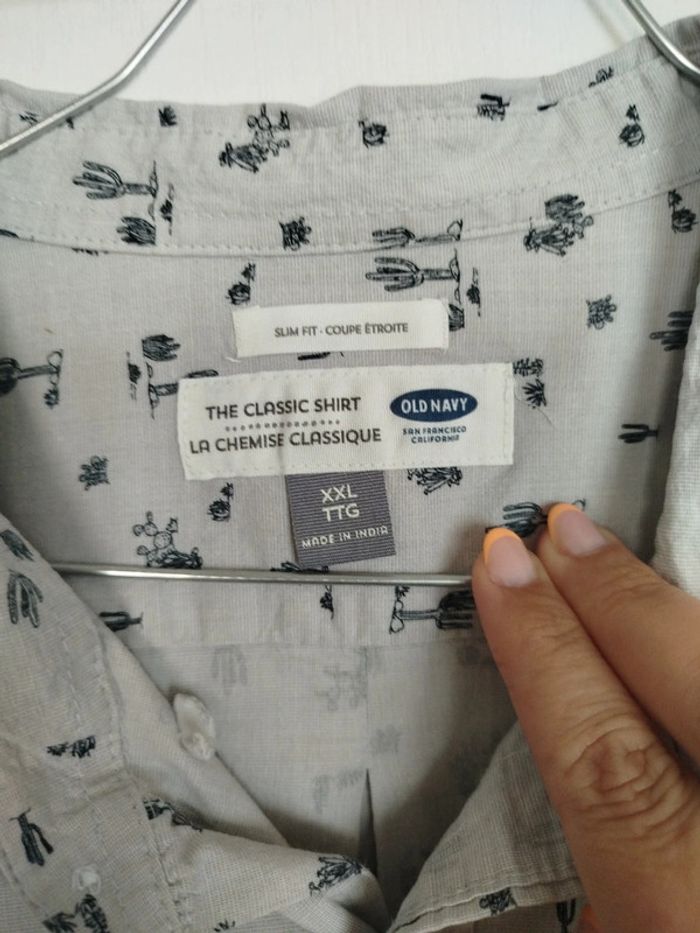 SLIM FIT - COUPE ÉTROITE
THE CLASSIC SHIRT
LA CHEMISE CLASSIQUE
OLD NAVY
SAN FRANCISCO
CALIFORNIA
XXL
TTG
MADE IN INDIA